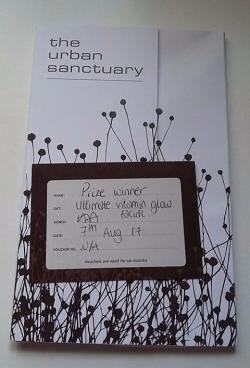 the
urban
sanctuary
NAME: Prize winner
GIFT: Ultimate vitamin glow
facial
SIGNED:
DATE: 7th Aug 17
VOUCHER NO. N/A
Vouchers are valid for six months